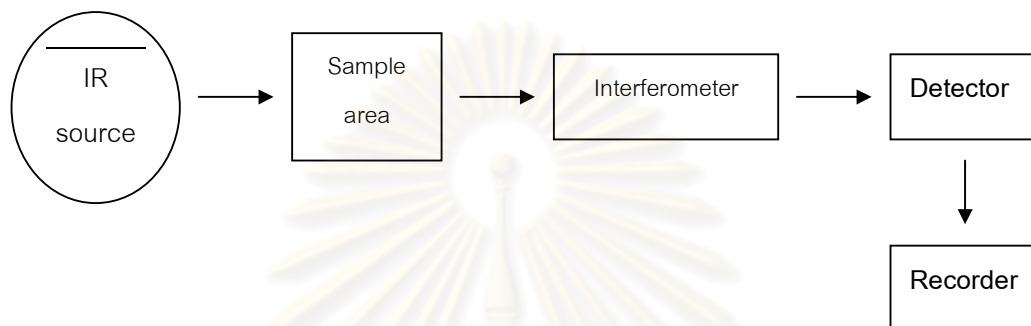 IR
source
Sample
area
Interferometer
Detector
Recorder